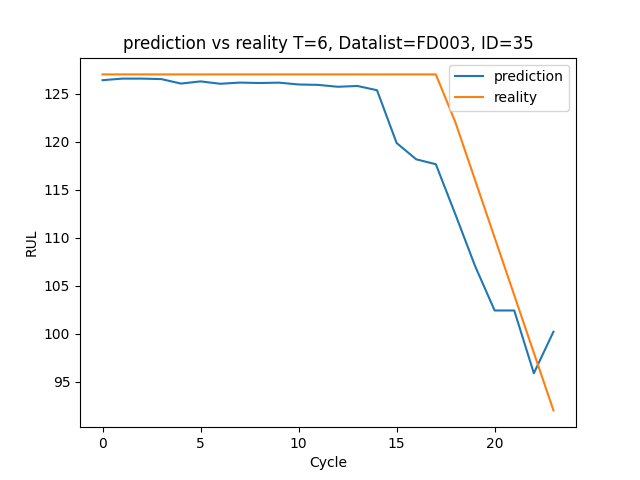 prediction vs reality T=6, Datalist=FD003, ID=35
prediction
reality
RUL
125
120
115
110
105
100
95
0 5 10 15 20
Cycle